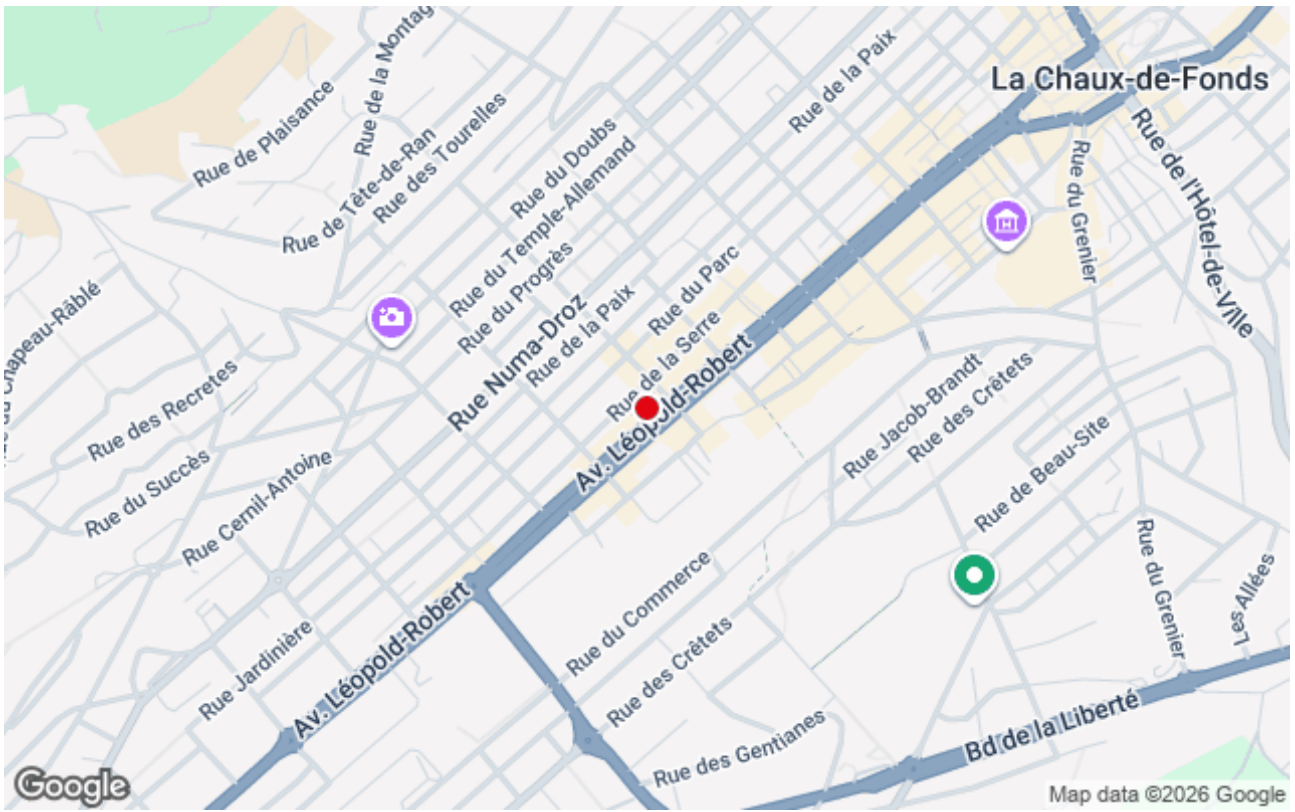 Rue de la Montag
Rue de la Paix
La Chaux-de-Fonds
Rue de Plaisance
Rue des Tourelles
Rue de Tête-de-Ran
Rue du Doubs
Rue du Temple-Allemand
Rue de l'Hôtel-de-Ville
Rue du Grenier
Rue du Progrès
Rue du Parc
Rue de la Paix
Rue de la Serre
Rue Numa-Droz
Chapeau-Râblé
Rue des Recretes
Av. Léopold-Robert
Rue Jacob-Brandt
Rue des Crêtets
Rue du Succès
Rue Cernil-Antoine
Rue de Beau-Site
Rue du Commerce
Rue du Grenier
Les Allées
Rue Jardinière
Av. Léopold-Robert
Rue des Crêtets
Rue des Gentianes
Bd de la Liberté
Google
Map data ©2026 Google